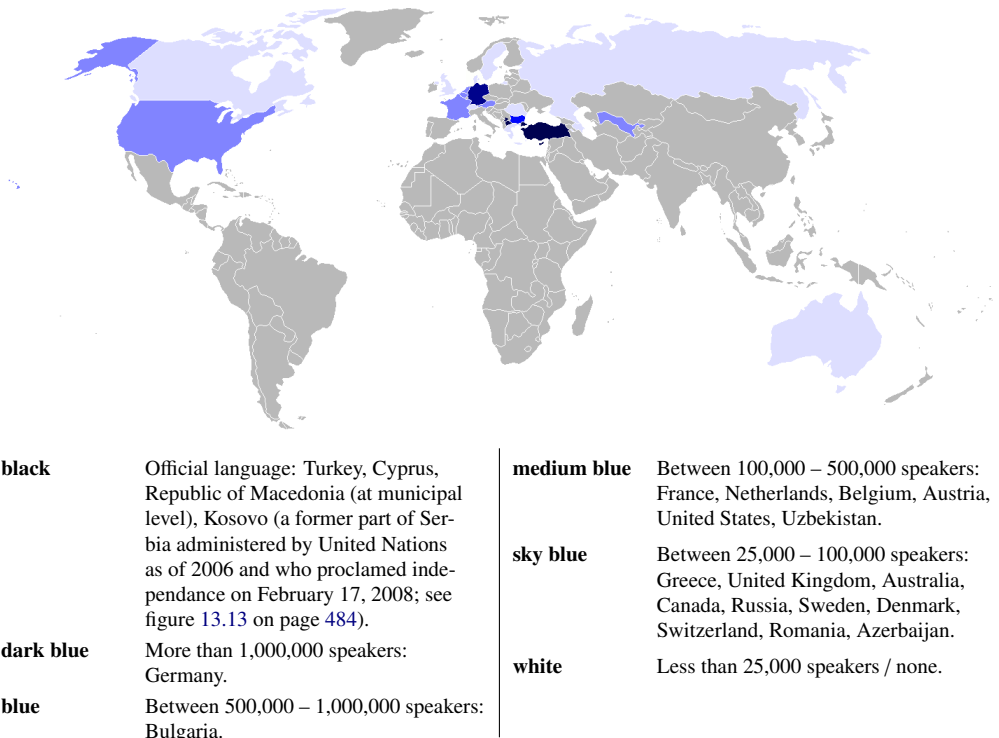 black Official language: Turkey, Cyprus,
Republic of Macedonia (at municipal
level), Kosovo (a former part of Ser-
bia administered by United Nations
as of 2006 and who proclamed inde-
pendance on February 17, 2008; see
figure 13.13 on page 484).
dark blue More than 1,000,000 speakers:
Germany.
blue Between 500,000 – 1,000,000 speakers:
Bulgaria.
medium blue Between 100,000 – 500,000 speakers:
France, Netherlands, Belgium, Austria,
United States, Uzbekistan.
sky blue Between 25,000 – 100,000 speakers:
Greece, United Kingdom, Australia,
Canada, Russia, Sweden, Denmark,
Switzerland, Romania, Azerbaijan.
white Less than 25,000 speakers / none.